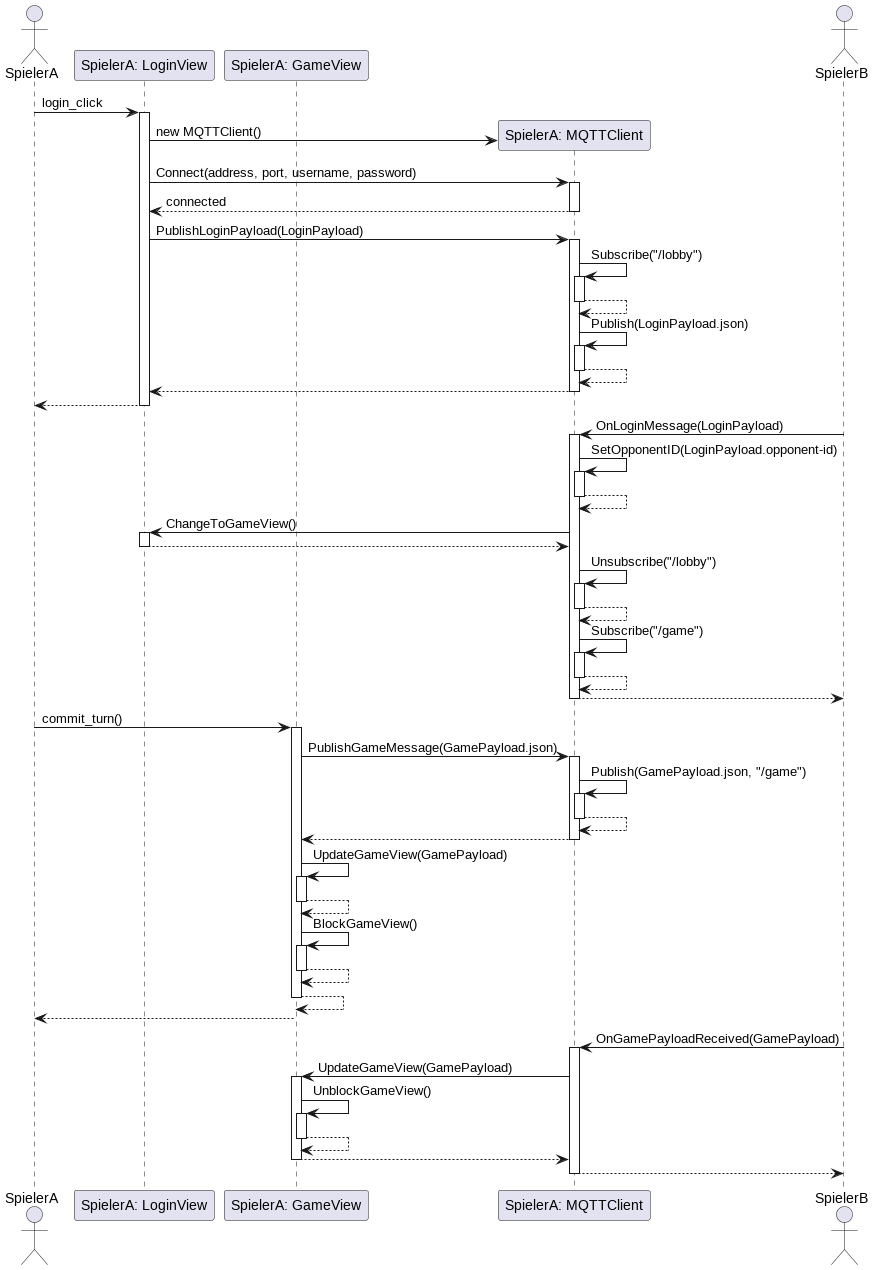 SpielerA
SpielerB
SpielerA: LoginView
SpielerA: GameView
login_click
new MQTTClient()
SpielerA: MQTTClient
Connect(address, port, username, password)
connected
PublishLoginPayload(LoginPayload)
Subscribe("/lobby")
Publish(LoginPayload.json)
OnLoginMessage(LoginPayload)
SetOpponentID(LoginPayload.opponent-id)
ChangeToGameView()
Unsubscribe("/lobby")
Subscribe("/game")
commit_turn()
PublishGameMessage(GamePayload.json)
Publish(GamePayload.json, "/game")
UpdateGameView(GamePayload)
BlockGameView()
OnGamePayloadReceived(GamePayload)
UpdateGameView(GamePayload)
UnblockGameView()
SpielerA
SpielerA: LoginView
SpielerA: GameView
SpielerA: MQTTClient
SpielerB